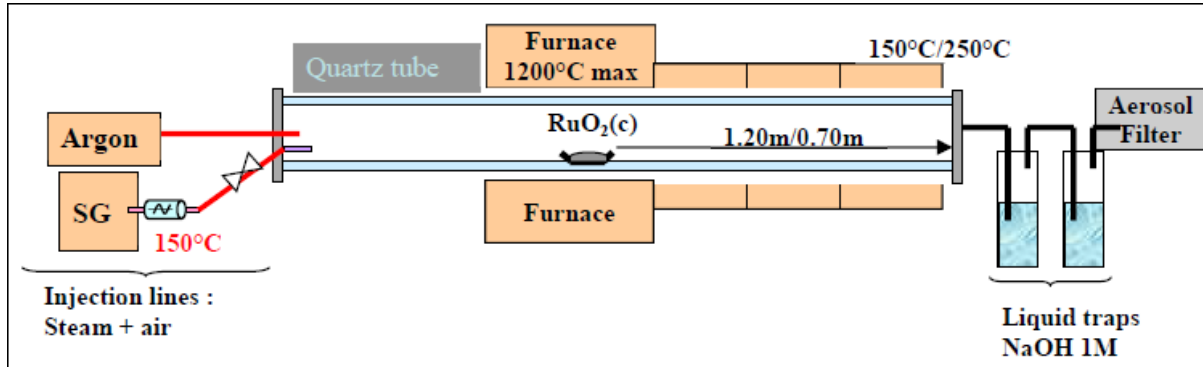 Quartz tube
Furnace
1200°C max
150°C/250°C
Argon
RuO₂(c)
1.20m/0.70m
Aerosol
Filter
SG
150°C
Furnace
Injection lines :
Steam + air
Liquid traps
NaOH 1M